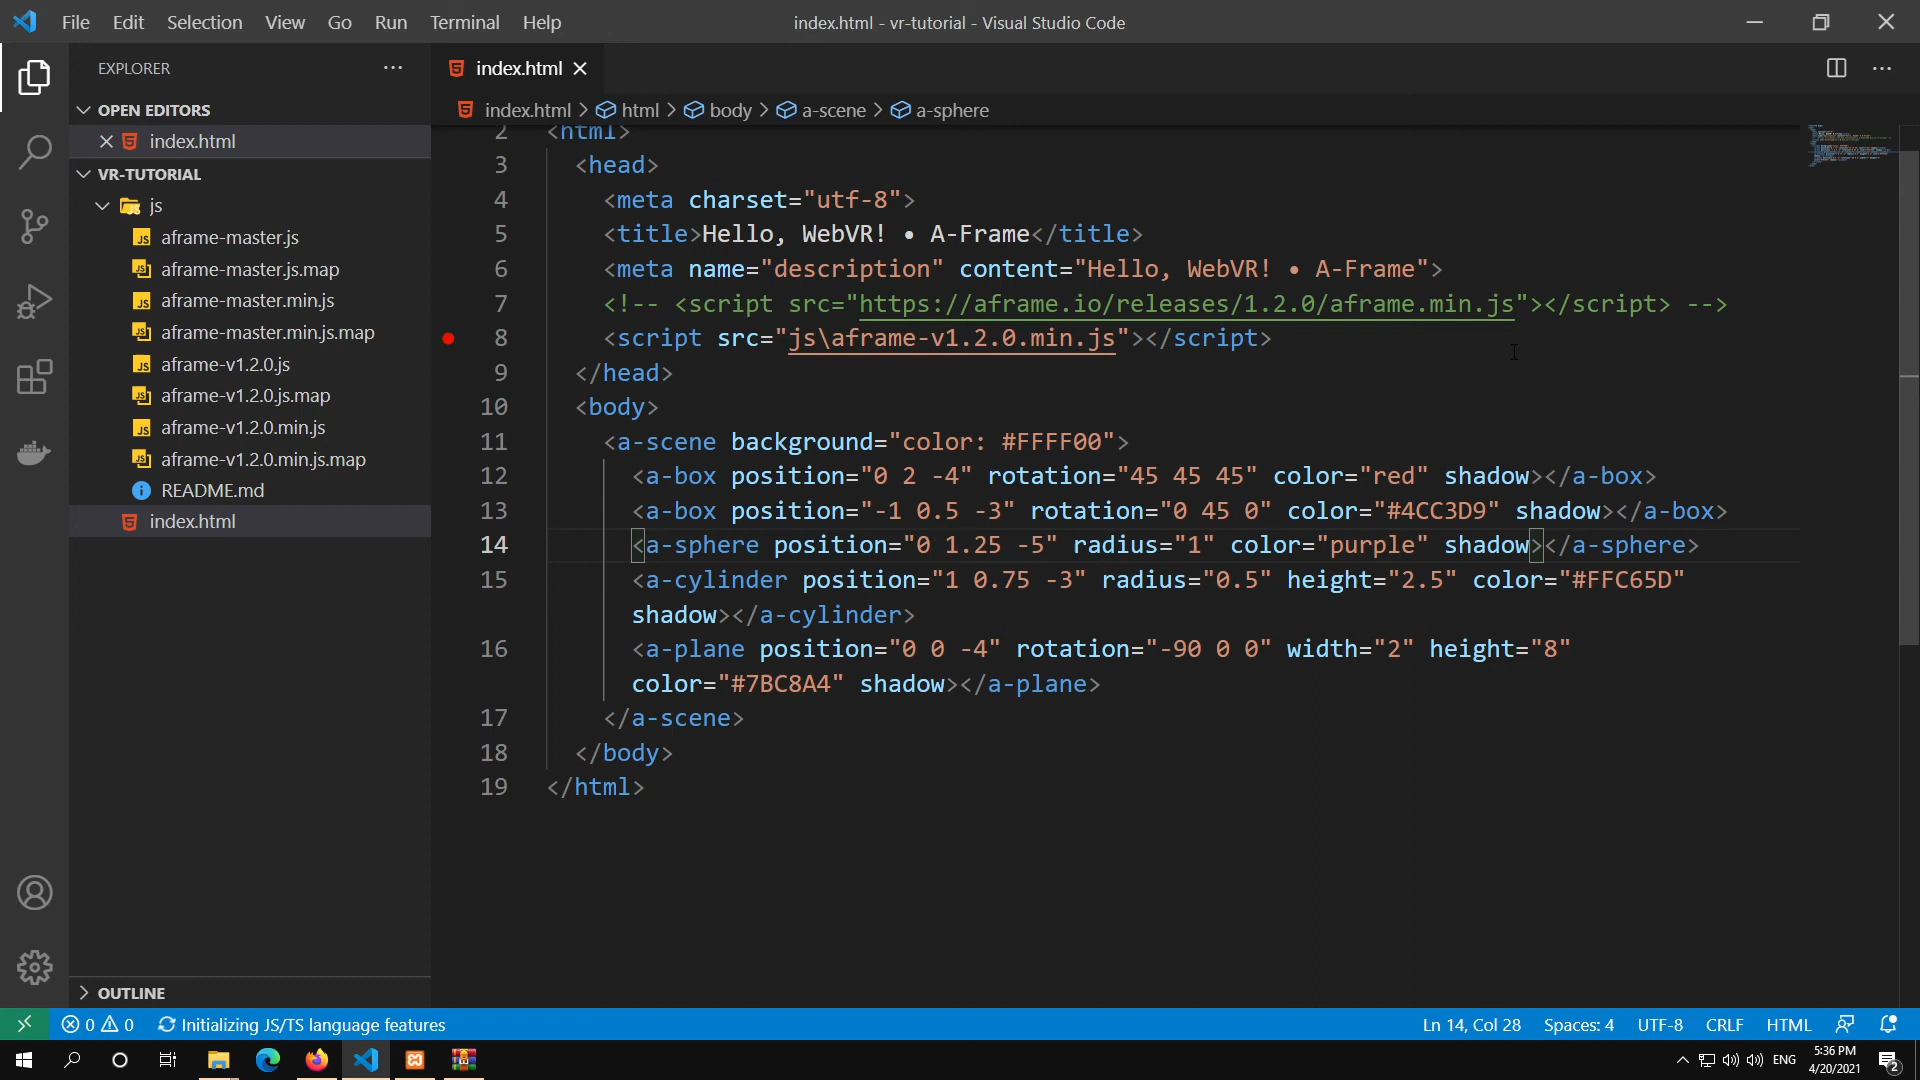 File Edit Selection View Go Run Terminal Help
index.html - vr-tutorial - Visual Studio Code
EXPLORER
index.html
OPEN EDITORS
index.html > html > body > a-scene > a-sphere
index.html
VR-TUTORIAL
js
aframe-master.js
aframe-master.js.map
aframe-master.min.js
aframe-master.min.js.map
aframe-v1.2.0.js
aframe-v1.2.0.js.map
aframe-v1.2.0.min.js
aframe-v1.2.0.min.js.map
README.md
index.html
OUTLINE
2 <html>
3 <head>
4 <meta charset="utf-8">
5 <title>Hello, WebVR! • A-Frame</title>
6 <meta name="description" content="Hello, WebVR! • A-Frame">
7 <!-- <script src="https://aframe.io/releases/1.2.0/aframe.min.js"></script> -->
8 <script src="js\aframe-v1.2.0.min.js"></script>
9 </head>
10 <body>
11 <a-scene background="color: #FFFF00">
12 <a-box position="0 2 -4" rotation="45 45 45" color="red" shadow></a-box>
13 <a-box position="-1 0.5 -3" rotation="0 45 0" color="#4CC3D9" shadow></a-box>
14 <a-sphere position="0 1.25 -5" radius="1" color="purple" shadow></a-sphere>
15 <a-cylinder position="1 0.75 -3" radius="0.5" height="2.5" color="#FFC65D"
shadow></a-cylinder>
16 <a-plane position="0 0 -4" rotation="-90 0 0" width="2" height="8"
color="#7BC8A4" shadow></a-plane>
17 </a-scene>
18 </body>
19 </html>
0 0 Initializing JS/TS language features
Ln 14, Col 28 Spaces: 4 UTF-8 CRLF HTML
ENG
5:36 PM
4/20/2021
2